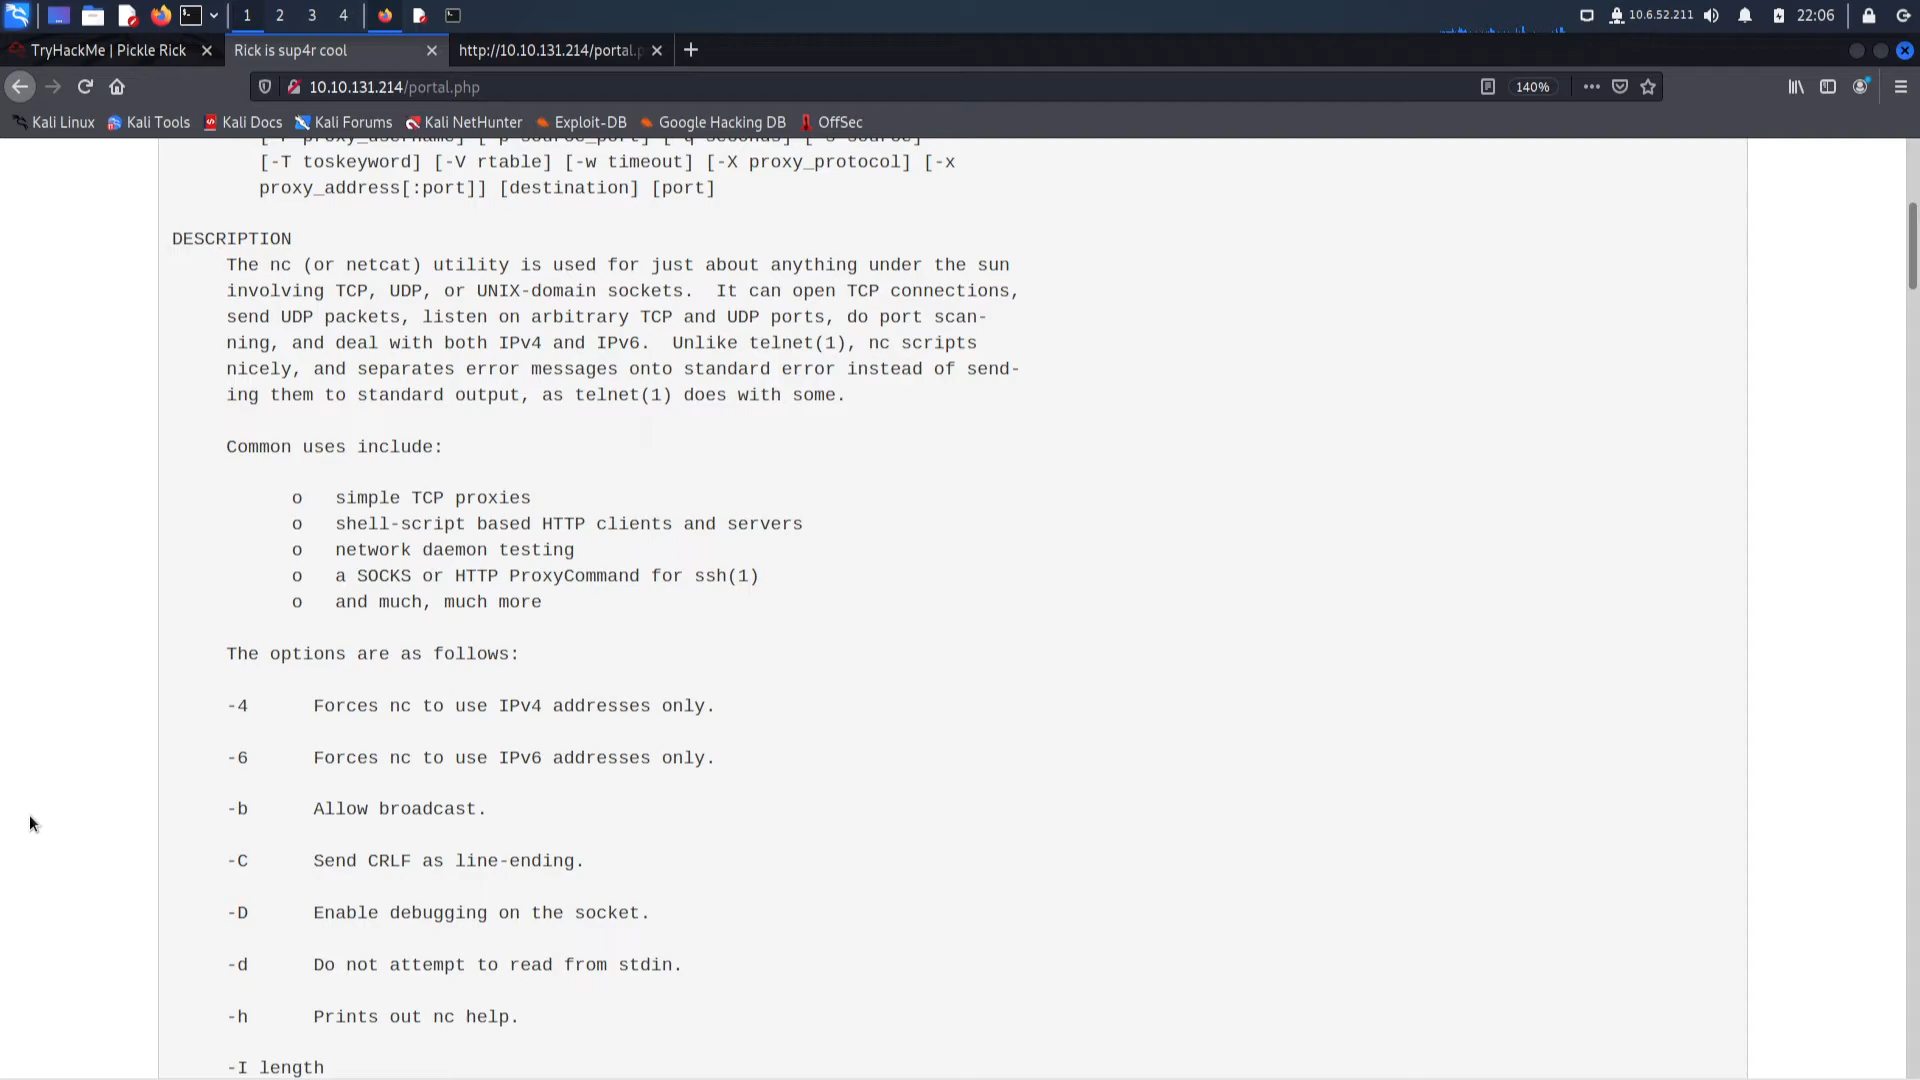 1 2 3 4 10.6.52.211 22:06
TryHackMe | Pickle Rick Rick is sup4r cool http://10.10.131.214/portal.p
10.10.131.214/portal.php 140%
Kali Linux Kali Tools Kali Docs Kali Forums Kali NetHunter Exploit-DB Google Hacking DB OffSec
[-T toskeyword] [-V rtable] [-w timeout] [-X proxy_protocol] [-x
proxy_address[:port]] [destination] [port]
DESCRIPTION
The nc (or netcat) utility is used for just about anything under the sun
involving TCP, UDP, or UNIX-domain sockets.  It can open TCP connections,
send UDP packets, listen on arbitrary TCP and UDP ports, do port scan-
ning, and deal with both IPv4 and IPv6.  Unlike telnet(1), nc scripts
nicely, and separates error messages onto standard error instead of send-
ing them to standard output, as telnet(1) does with some.
Common uses include:
o   simple TCP proxies
o   shell-script based HTTP clients and servers
o   network daemon testing
o   a SOCKS or HTTP ProxyCommand for ssh(1)
o   and much, much more
The options are as follows:
-4      Forces nc to use IPv4 addresses only.
-6      Forces nc to use IPv6 addresses only.
-b      Allow broadcast.
-C      Send CRLF as line-ending.
-D      Enable debugging on the socket.
-d      Do not attempt to read from stdin.
-h      Prints out nc help.
-I length